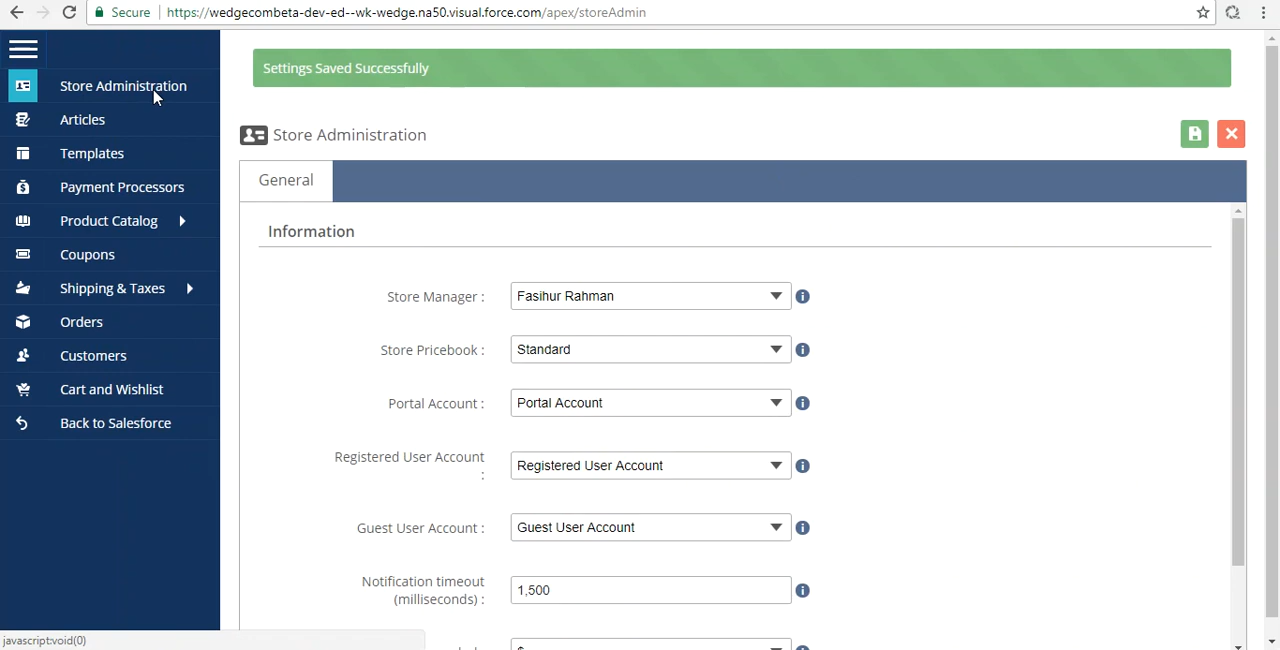 Secure https://wedgecombeta-dev-ed--wk-wedge.na50.visual.force.com/apex/storeAdmin
Store Administration
Articles
Templates
Payment Processors
Product Catalog
Coupons
Shipping & Taxes
Orders
Customers
Cart and Wishlist
Back to Salesforce
Settings Saved Successfully
Store Administration
General
Information
Store Manager : Fasihur Rahman
Store Pricebook : Standard
Portal Account : Portal Account
Registered User Account
: Registered User Account
Guest User Account : Guest User Account
Notification timeout
(milliseconds) : 1,500
javascript:void(0)